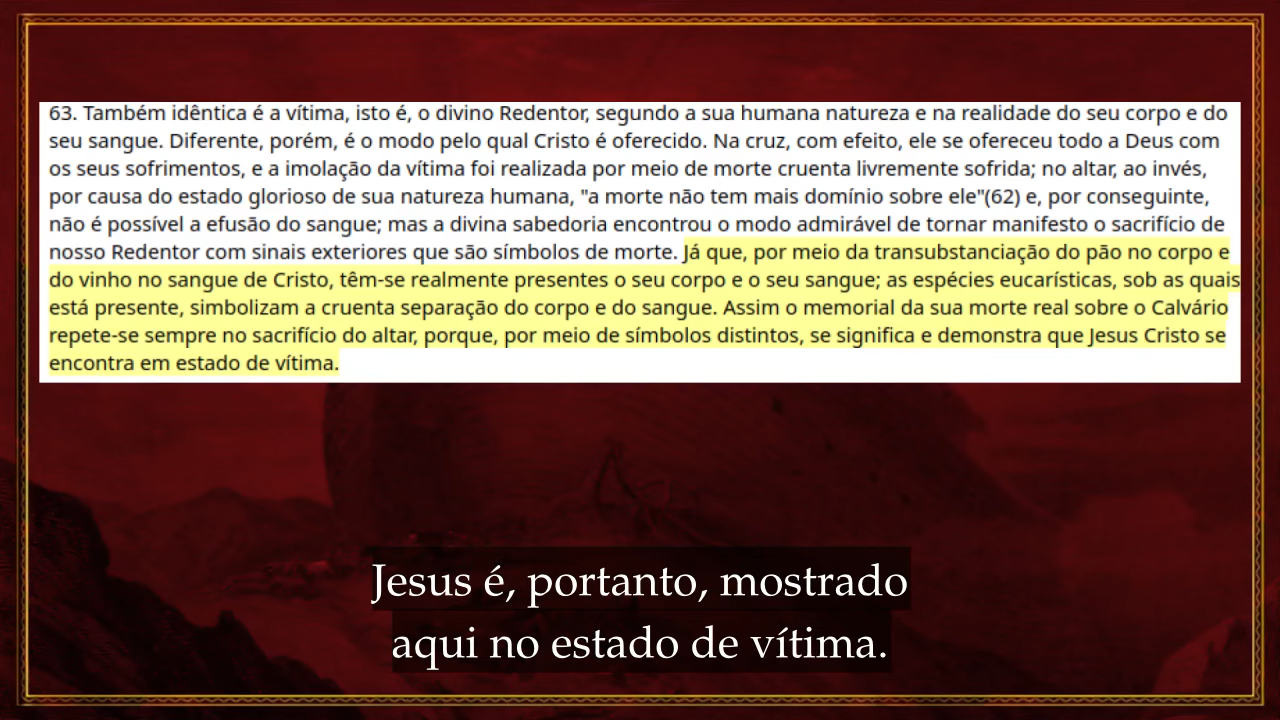 63. Também idêntica é a vítima, isto é, o divino Redentor, segundo a sua humana natureza e na realidade do seu corpo e do
seu sangue. Diferente, porém, é o modo pelo qual Cristo é oferecido. Na cruz, com efeito, ele se ofereceu todo a Deus com
os seus sofrimentos, e a imolação da vítima foi realizada por meio de morte cruenta livremente sofrida; no altar, ao invés,
por causa do estado glorioso de sua natureza humana, "a morte não tem mais domínio sobre ele"(62) e, por conseguinte,
não é possível a efusão do sangue; mas a divina sabedoria encontrou o modo admirável de tornar manifesto o sacrifício de
nosso Redentor com sinais exteriores que são símbolos de morte. Já que, por meio da transubstanciação do pão no corpo e
do vinho no sangue de Cristo, têm-se realmente presentes o seu corpo e o seu sangue; as espécies eucarísticas, sob as quais
está presente, simbolizam a cruenta separação do corpo e do sangue. Assim o memorial da sua morte real sobre o Calvário
repete-se sempre no sacrifício do altar, porque, por meio de símbolos distintos, se significa e demonstra que Jesus Cristo se
encontra em estado de vítima.
Jesus é, portanto, mostrado
aqui no estado de vítima.